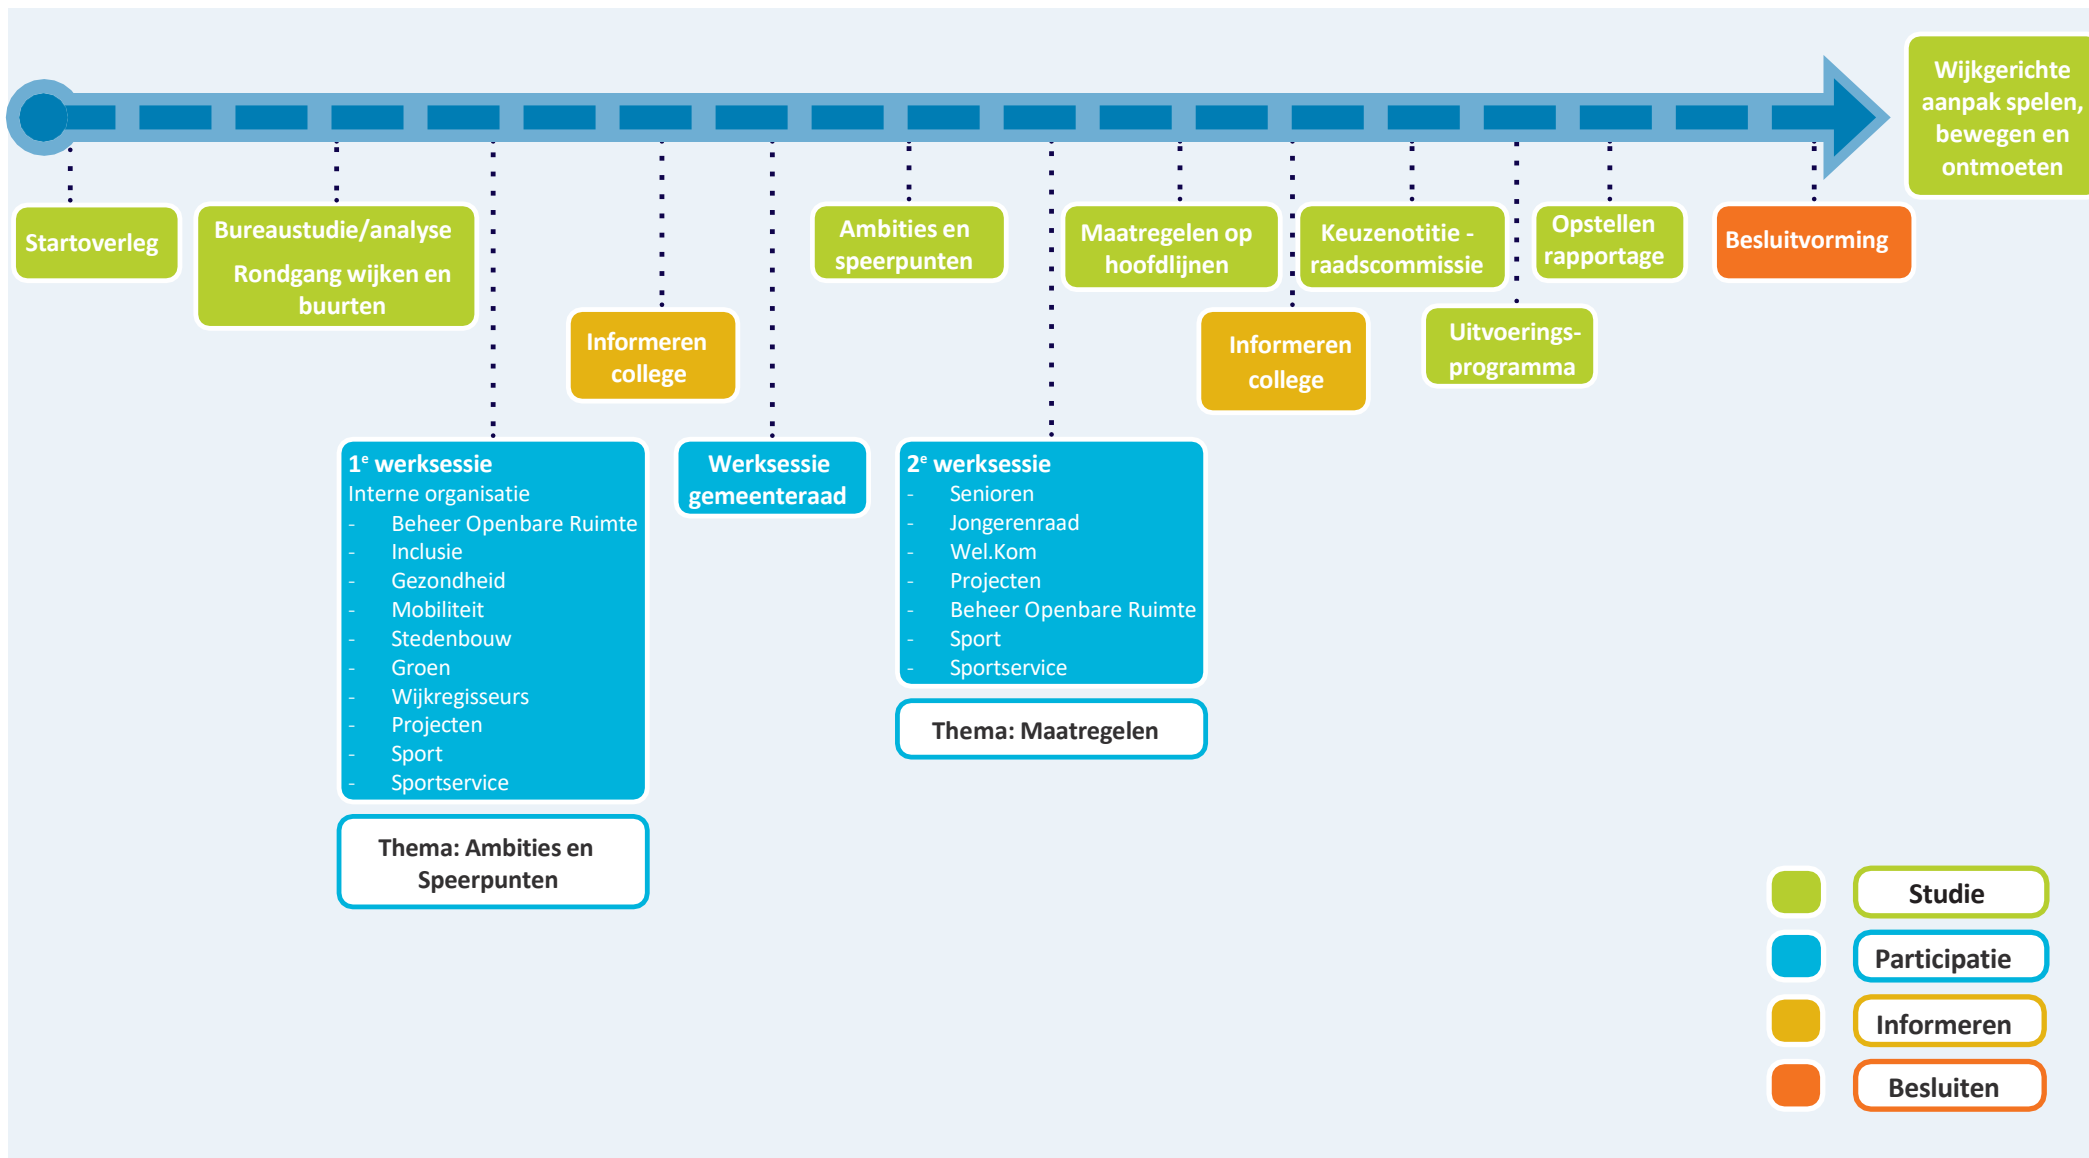 Wijkgerichte
aanpak spelen,
bewegen en
ontmoeten
Startoverleg
Bureaustudie/analyse
Rondgang wijken en
buurten
Ambities en
speerpunten
Maatregelen op
hoofdlijnen
Keuzenotitie -
raadscommissie
Opstellen
rapportage
Besluitvorming
Informeren
college
Informeren
college
Uitvoerings-
programma
1e werksessie
Interne organisatie
- Beheer Openbare Ruimte
- Inclusie
- Gezondheid
- Mobiliteit
- Stedenbouw
- Groen
- Wijkregisseurs
- Projecten
- Sport
- Sportservice
Thema: Ambities en
Speerpunten
Werksessie
gemeenteraad
2e werksessie
- Senioren
- Jongerenraad
- Wel.Kom
- Projecten
- Beheer Openbare Ruimte
- Sport
- Sportservice
Thema: Maatregelen
Studie
Participatie
Informeren
Besluiten